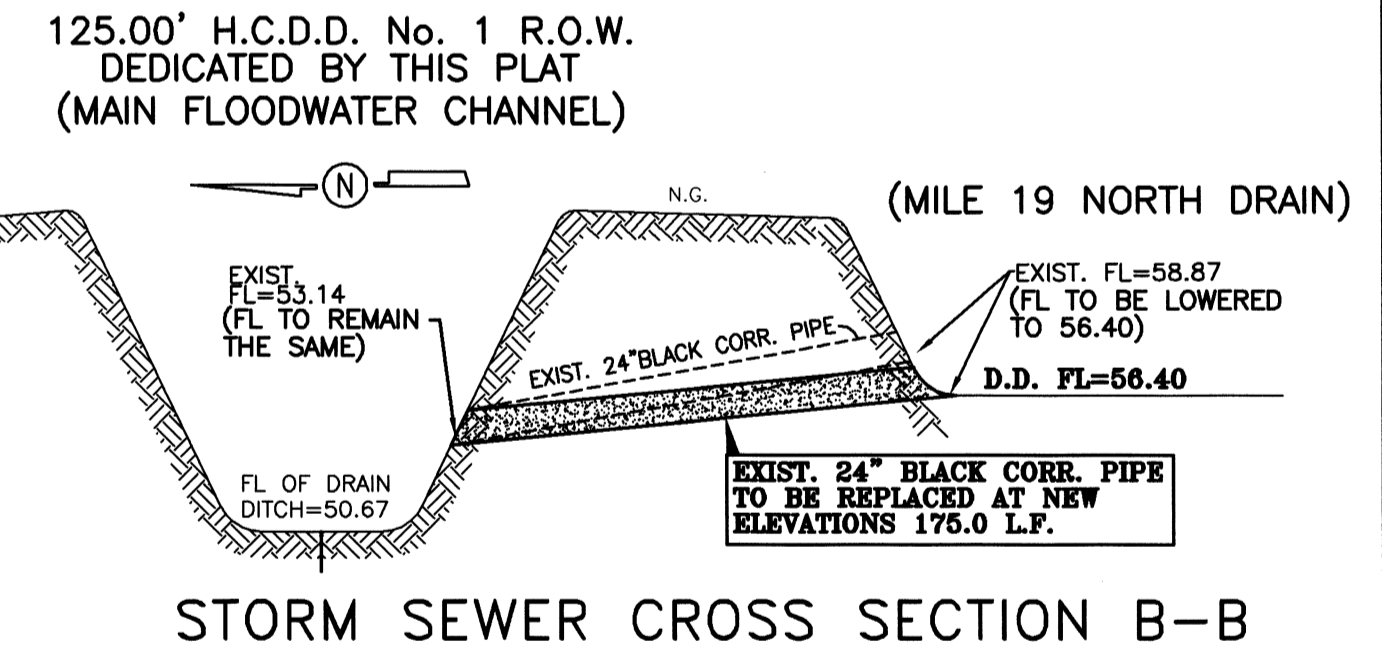 125.00' H.C.D.D. No. 1 R.O.W.
DEDICATED BY THIS PLAT
(MAIN FLOODWATER CHANNEL)
N
N.G.
(MILE 19 NORTH DRAIN)
EXIST.
FL=53.14
(FL TO REMAIN
THE SAME)
EXIST. FL=58.87
(FL TO BE LOWERED
TO 56.40)
EXIST. 24"BLACK CORR. PIPE
D.D. FL=56.40
FL OF DRAIN
DITCH=50.67
EXIST. 24" BLACK CORR. PIPE
TO BE REPLACED AT NEW
ELEVATIONS 175.0 L.F.
STORM SEWER CROSS SECTION B-B